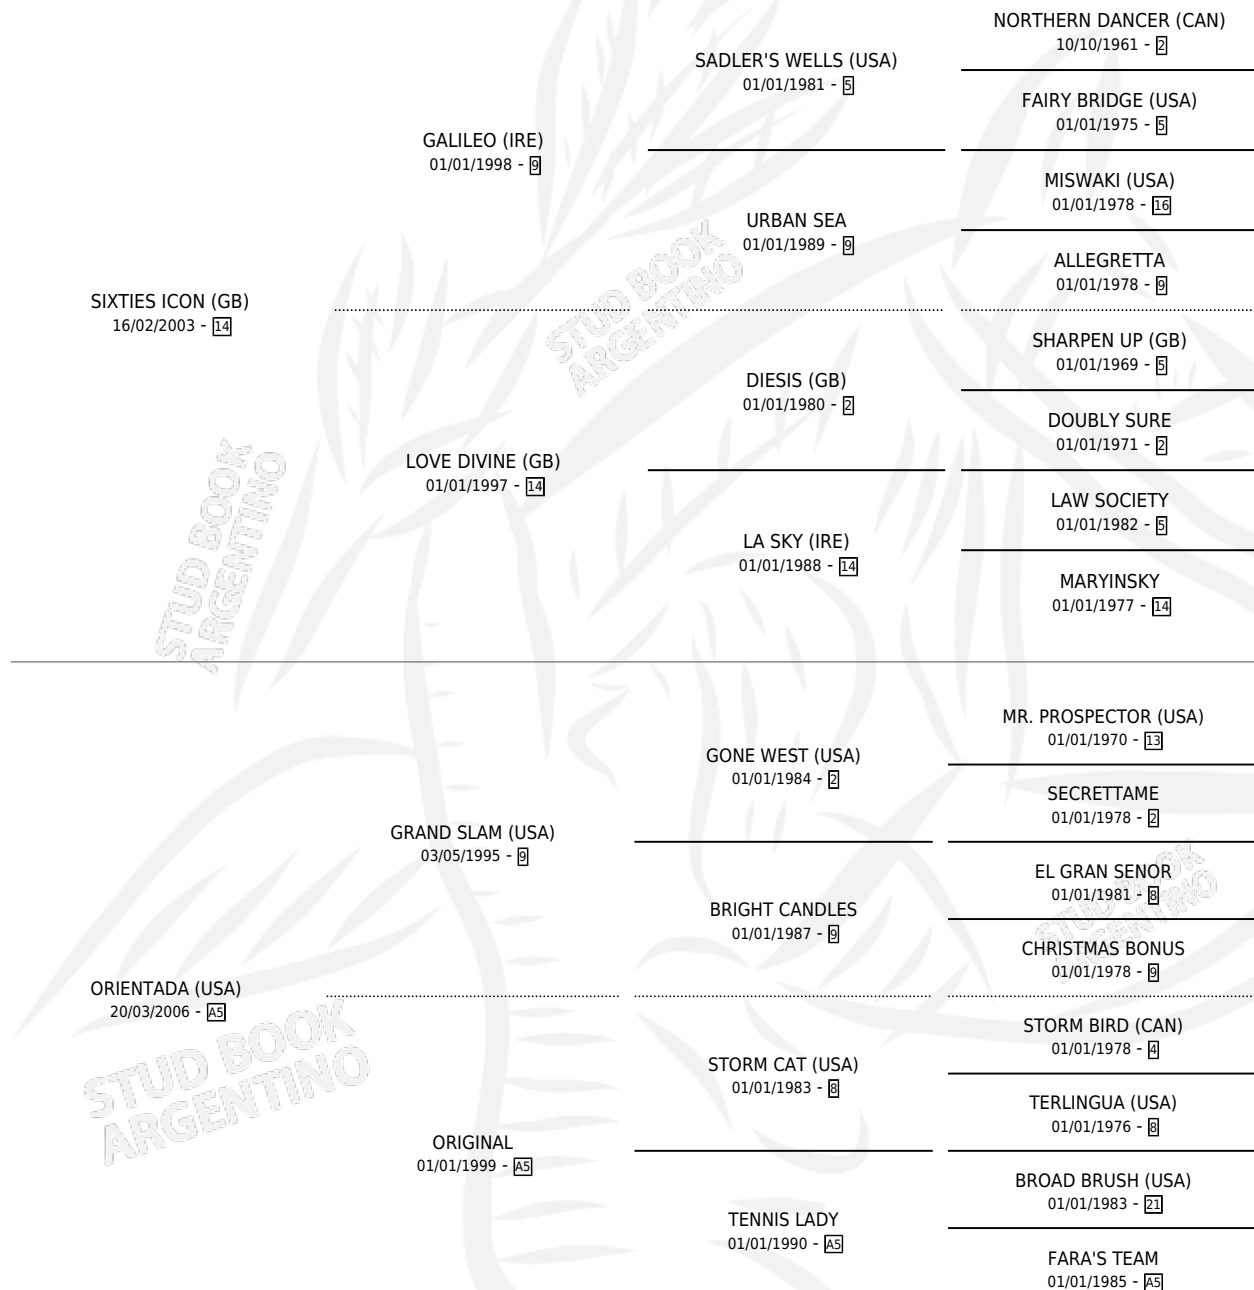 NORTHERN DANCER (CAN)
10/10/1961 - 2
SADLER'S WELLS (USA)
01/01/1981 - 5
FAIRY BRIDGE (USA)
01/01/1975 - 5
GALILEO (IRE)
01/01/1998 - 9
MISWAKI (USA)
01/01/1978 - 16
URBAN SEA
01/01/1989 - 9
ALLEGRETTA
01/01/1978 - 9
SIXTIES ICON (GB)
16/02/2003 - 14
STUD BOOK
ARGENTINO
SHARPEN UP (GB)
01/01/1969 - 5
DIESIS (GB)
01/01/1980 - 2
DOUBLY SURE
01/01/1971 - 2
LOVE DIVINE (GB)
01/01/1997 - 14
LAW SOCIETY
01/01/1982 - 5
LA SKY (IRE)
01/01/1988 - 14
MARYINSKY
01/01/1977 - 14
STUD BOOK
ARGENTINO
MR. PROSPECTOR (USA)
01/01/1970 - 13
GONE WEST (USA)
01/01/1984 - 2
SECRETTAME
01/01/1978 - 2
GRAND SLAM (USA)
03/05/1995 - 9
EL GRAN SENOR
01/01/1981 - 8
STUD BOOK
ARGENTINO
BRIGHT CANDLES
01/01/1987 - 9
CHRISTMAS BONUS
01/01/1978 - 9
ORIENTADA (USA)
20/03/2006 - A5
STUD BOOK
ARGENTINO
STORM BIRD (CAN)
01/01/1978 - 4
STORM CAT (USA)
01/01/1983 - 8
TERLINGUA (USA)
01/01/1976 - 8
ORIGINAL
01/01/1999 - A5
BROAD BRUSH (USA)
01/01/1983 - 21
TENNIS LADY
01/01/1990 - A5
FARA'S TEAM
01/01/1985 - A5